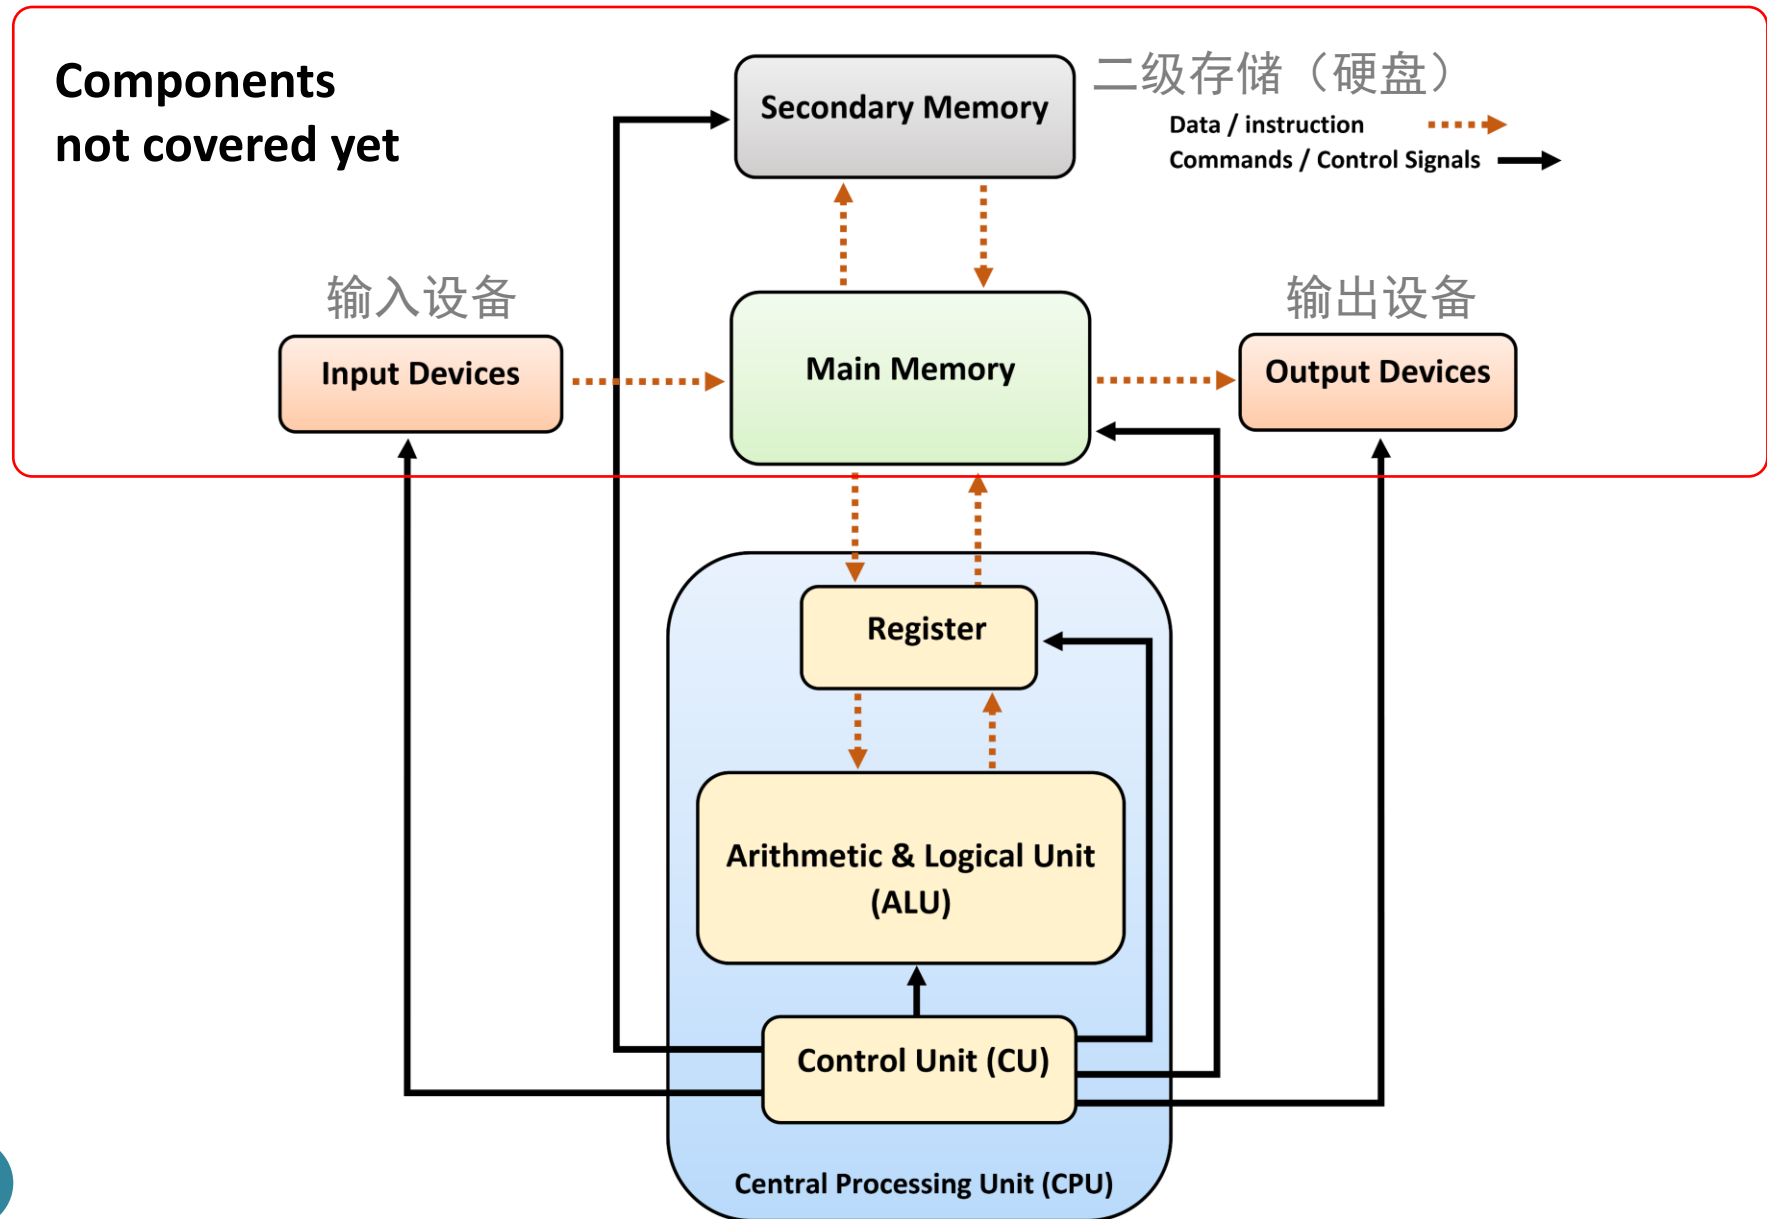 Components
not covered yet
Secondary Memory
二级存储（硬盘）
Data / instruction
Commands / Control Signals
输入设备
输出设备
Input Devices
Main Memory
Output Devices
Register
Arithmetic & Logical Unit
(ALU)
Control Unit (CU)
Central Processing Unit (CPU)